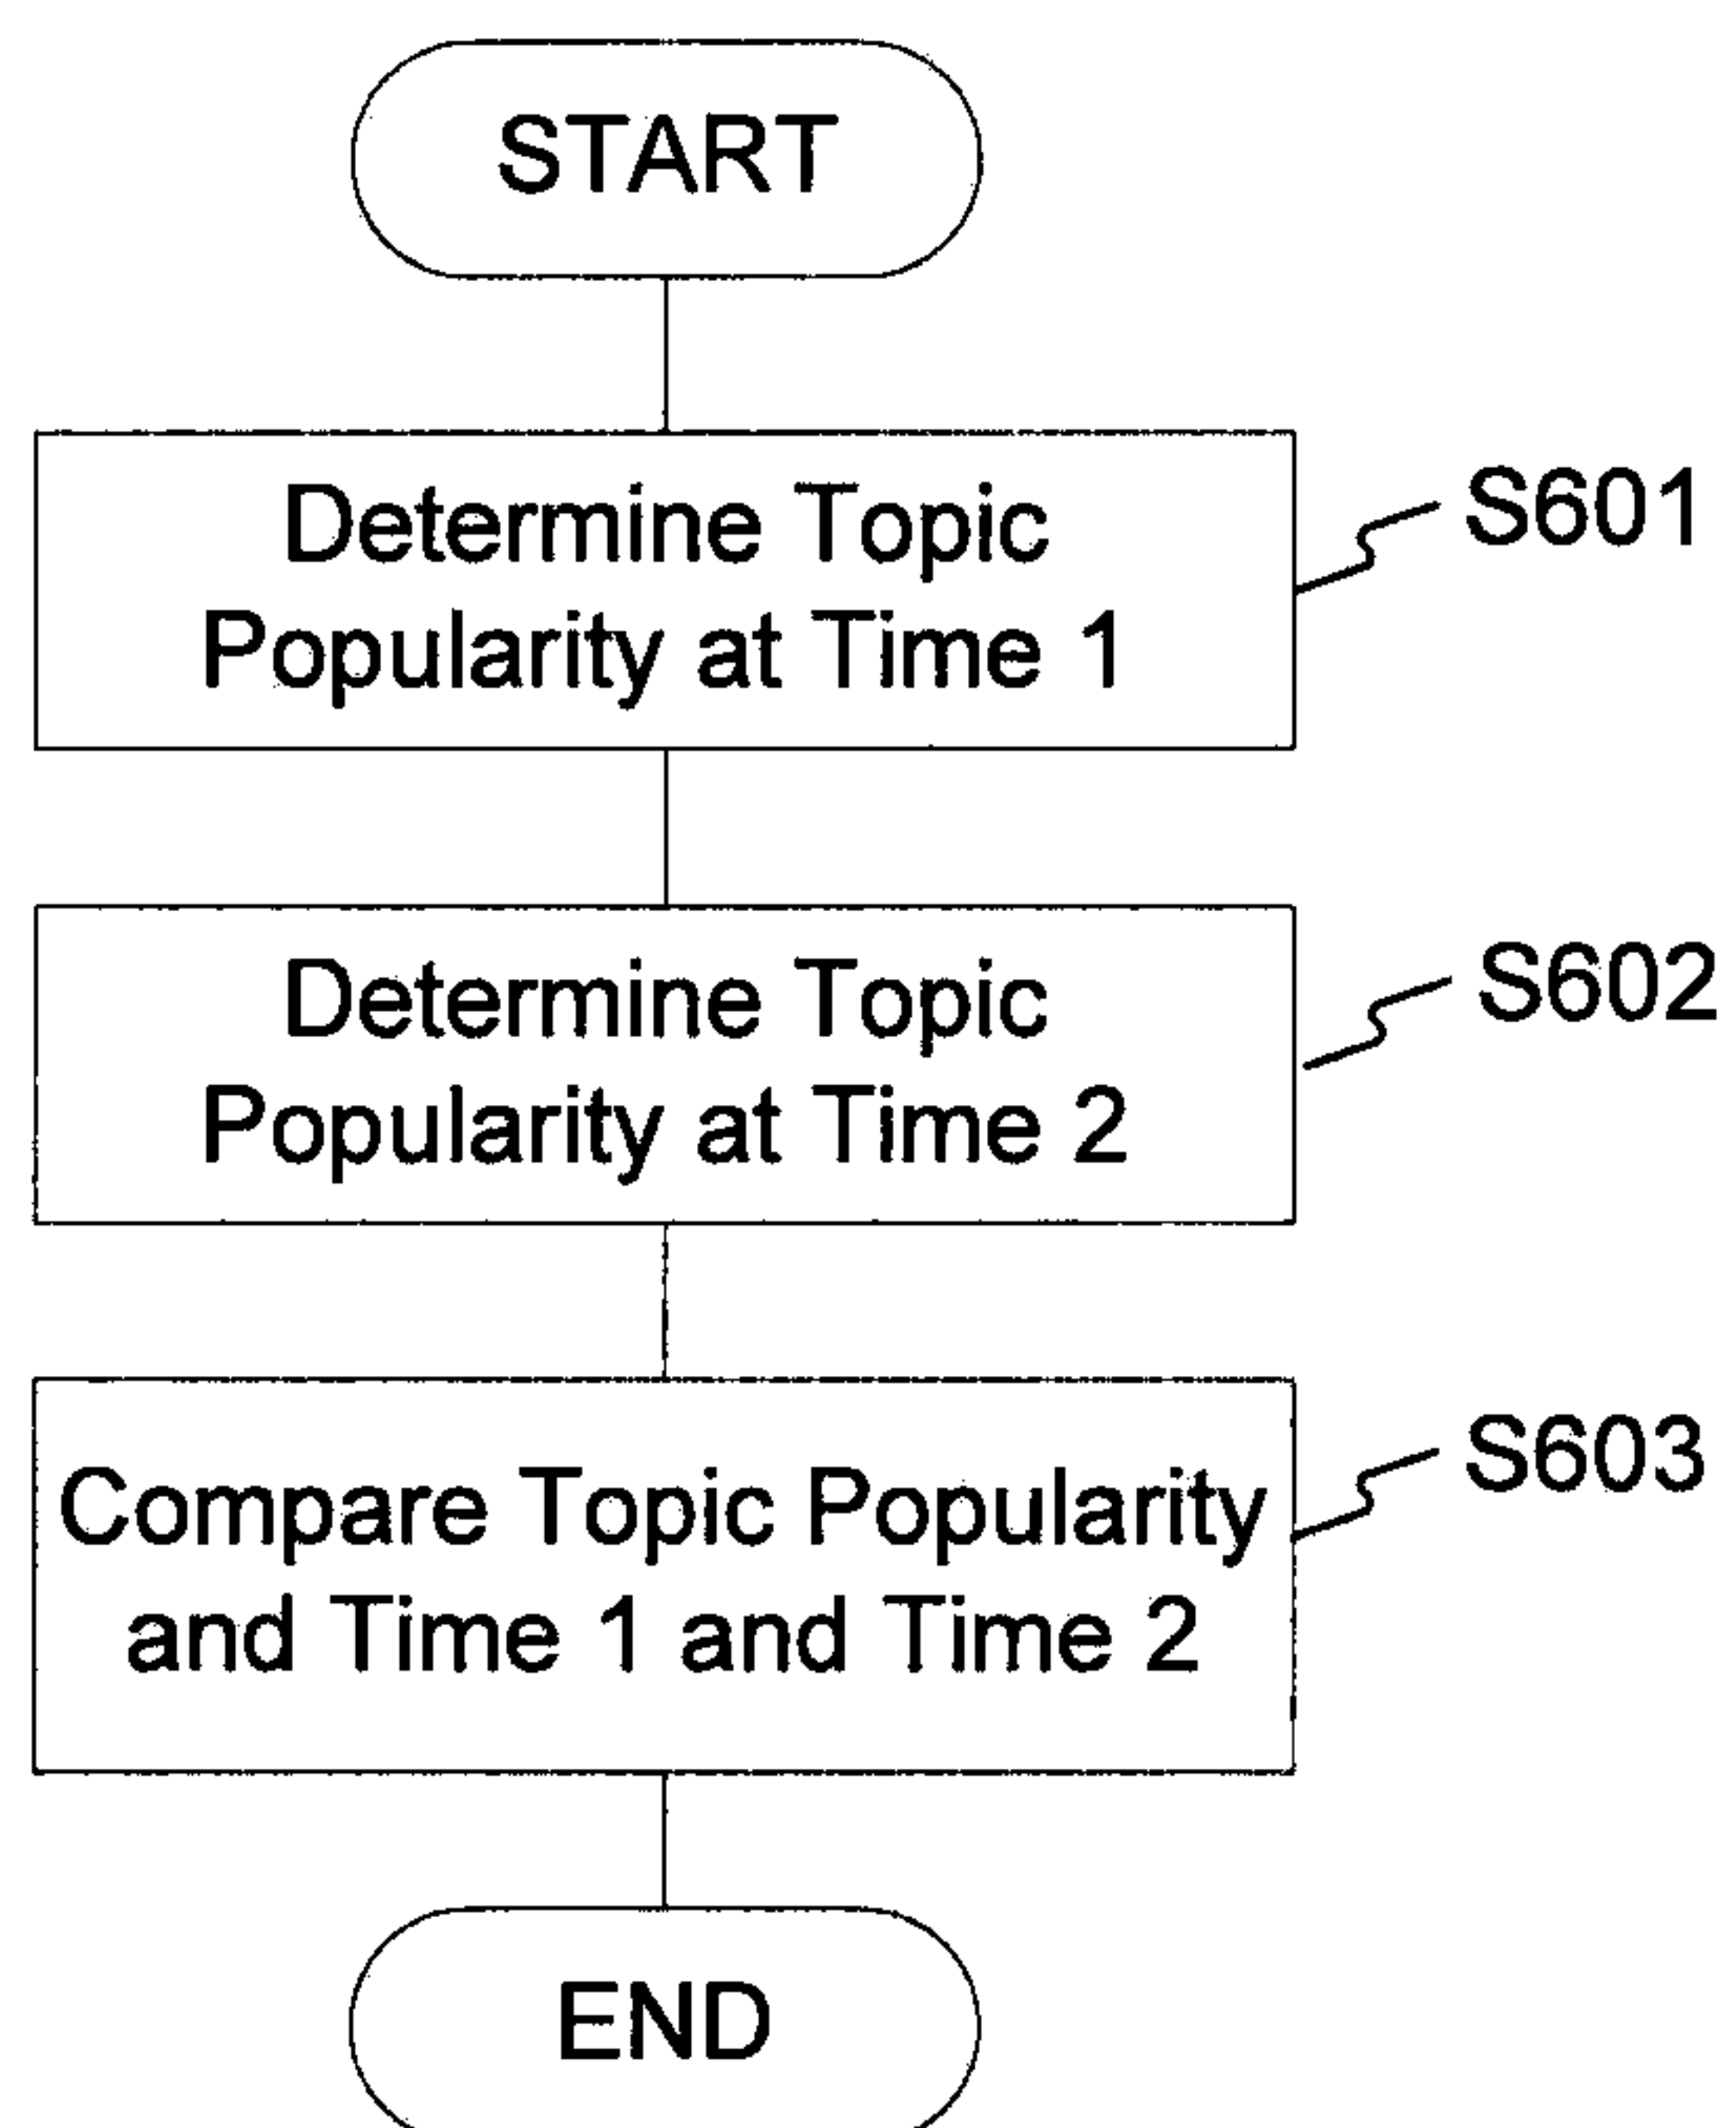 START
Determine Topic
Popularity at Time 1
S601
Determine Topic
Popularity at Time 2
S602
Compare Topic Popularity
and Time 1 and Time 2
S603
END